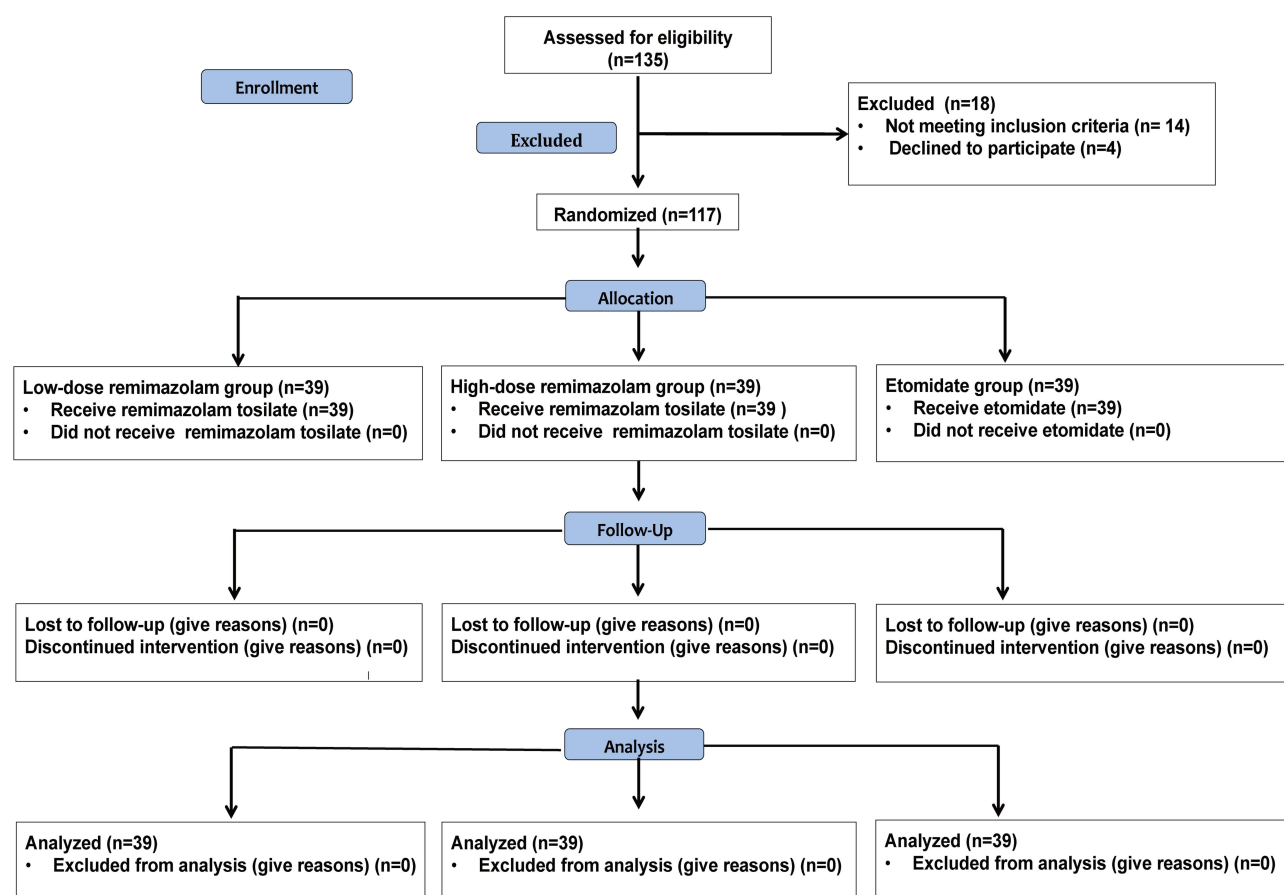 Assessed for eligibility
(n=135)
Enrollment
Excluded (n=18)
• Not meeting inclusion criteria (n= 14)
• Declined to participate (n=4)
Excluded
Randomized (n=117)
Allocation
Low-dose remimazolam group (n=39)
• Receive remimazolam tosilate (n=39)
• Did not receive remimazolam tosilate (n=0)
High-dose remimazolam group (n=39)
• Receive remimazolam tosilate (n=39 )
• Did not receive remimazolam tosilate (n=0)
Etomidate group (n=39)
• Receive etomidate (n=39)
• Did not receive etomidate (n=0)
Follow-Up
Lost to follow-up (give reasons) (n=0)
Discontinued intervention (give reasons) (n=0)
Lost to follow-up (give reasons) (n=0)
Discontinued intervention (give reasons) (n=0)
Lost to follow-up (give reasons) (n=0)
Discontinued intervention (give reasons) (n=0)
Analysis
Analyzed (n=39)
• Excluded from analysis (give reasons) (n=0)
Analyzed (n=39)
• Excluded from analysis (give reasons) (n=0)
Analyzed (n=39)
• Excluded from analysis (give reasons) (n=0)